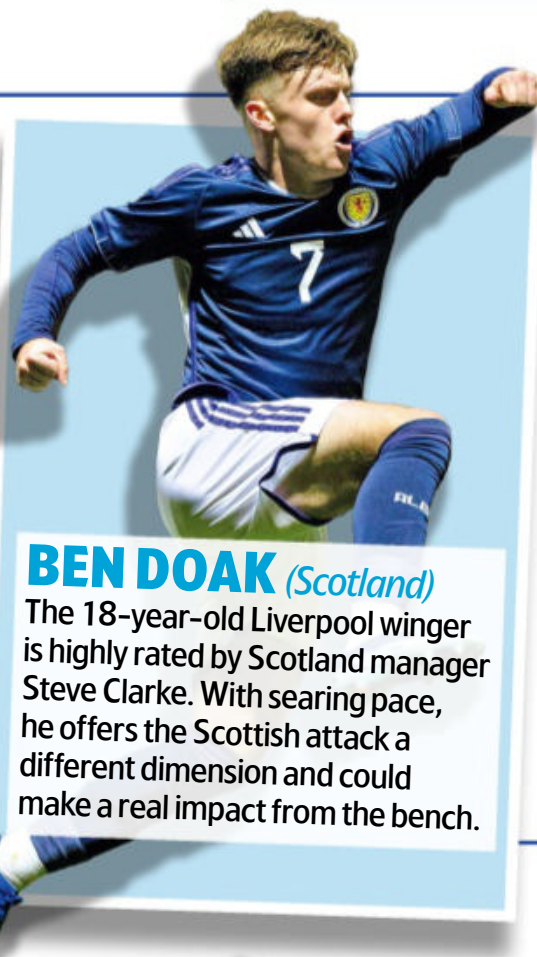 7
BEN DOAK (Scotland)
The 18-year-old Liverpool winger
is highly rated by Scotland manager
Steve Clarke. With searing pace,
he offers the Scottish attack a
different dimension and could
make a real impact from the bench.